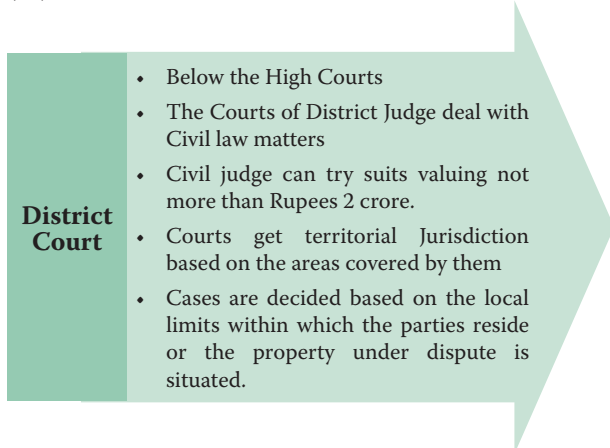 District
Court
• Below the High Courts
• The Courts of District Judge deal with
Civil law matters
• Civil judge can try suits valuing not
more than Rupees 2 crore.
• Courts get territorial Jurisdiction
based on the areas covered by them
• Cases are decided based on the local
limits within which the parties reside
or the property under dispute is
situated.